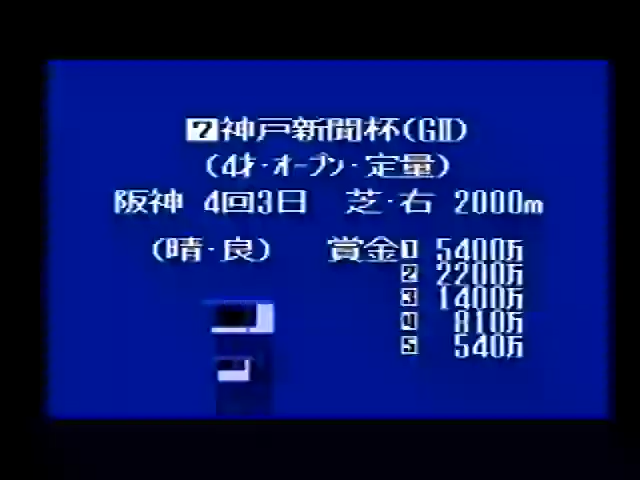 7神戸新聞杯(GII)
(4才・オープン・定量)
阪神 4回3日 芝・右 2000m
(晴・良) 賞金1 5400万
2 2200万
3 1400万
4 810万
5 540万